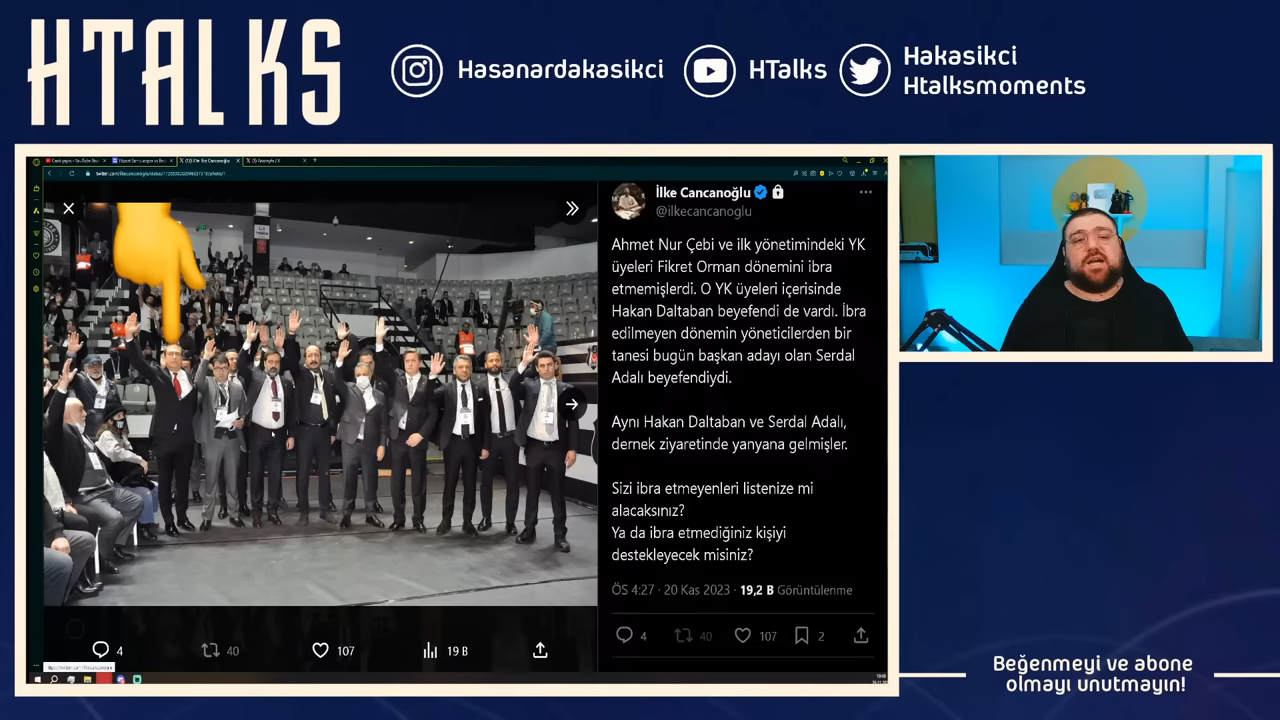 HTALKS
Hasanardakasikci
HTalks
Hakasikci
Htalksmoments
İlke Cancanoğlu
@ilkecancanoglu
Ahmet Nur Çebi ve ilk yönetimindeki YK
üyeleri Fikret Orman dönemini ibra
etmemişlerdi. O YK üyeleri içerisinde
Hakan Daltaban beyefendi de vardı. İbra
edilmeyen dönemin yöneticilerden bir
tanesi bugün başkan adayı olan Serdal
Adalı beyefendiydi.
Aynı Hakan Daltaban ve Serdal Adalı,
dernek ziyaretinde yanyana gelmişler.
Sizi ibra etmeyenleri listenize mi
alacaksınız?
Ya da ibra etmediğiniz kişiyi
destekleyecek misiniz?
ÖS 4:27 · 20 Kas 2023 · 19,2 B Görüntülenme
4 40 107 2
4 40 107 19 B
Beğenmeyi ve abone
olmayı unutmayın!